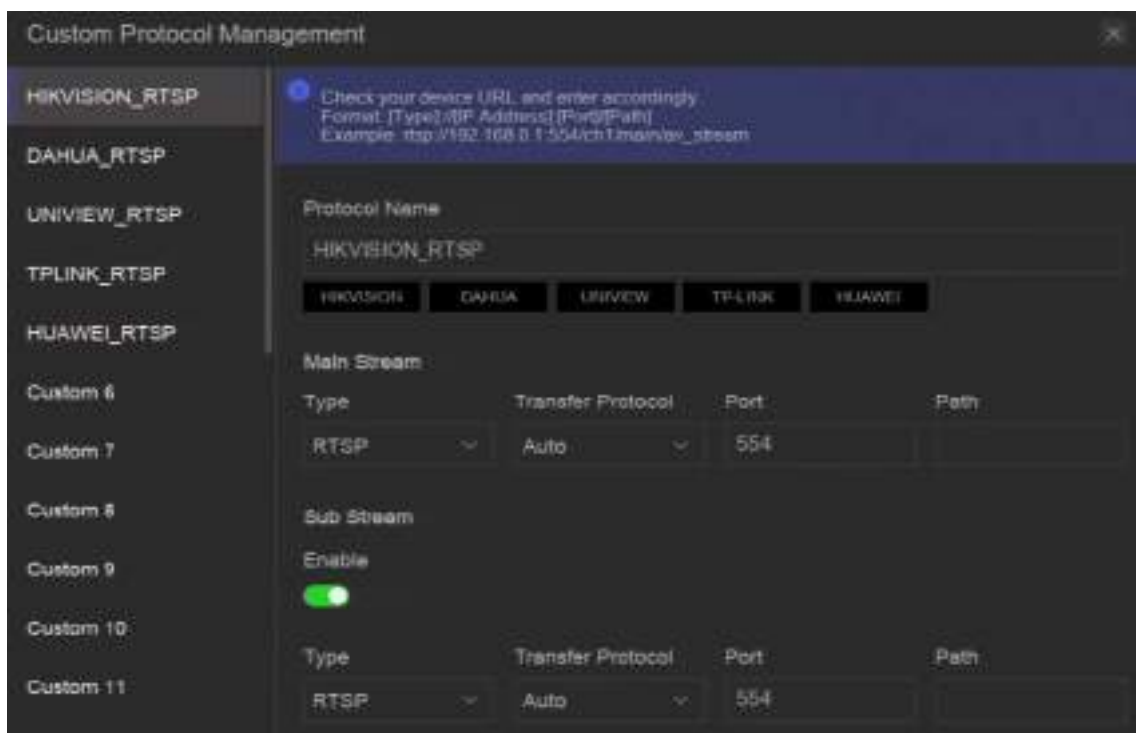 Custom Protocol Management
HIKVISION_RTSP
DAHUA_RTSP
UNIVIEW_RTSP
TPLINK_RTSP
HUAWEI_RTSP
Custom 6
Custom 7
Custom 8
Custom 9
Custom 10
Custom 11
Check your device URL and enter accordingly
Format: [Type]://[IP Address]:[Port]/[Path]
Example: rtsp://192.168.0.1:554/ch1/main/av_stream
Protocol Name
HIKVISION_RTSP
HIKVISION DAHUA UNIVIEW TP-LINK HUAWEI
Main Stream
Type Transfer Protocol Port Path
RTSP Auto 554
Sub Stream
Enable
Type Transfer Protocol Port Path
RTSP Auto 554